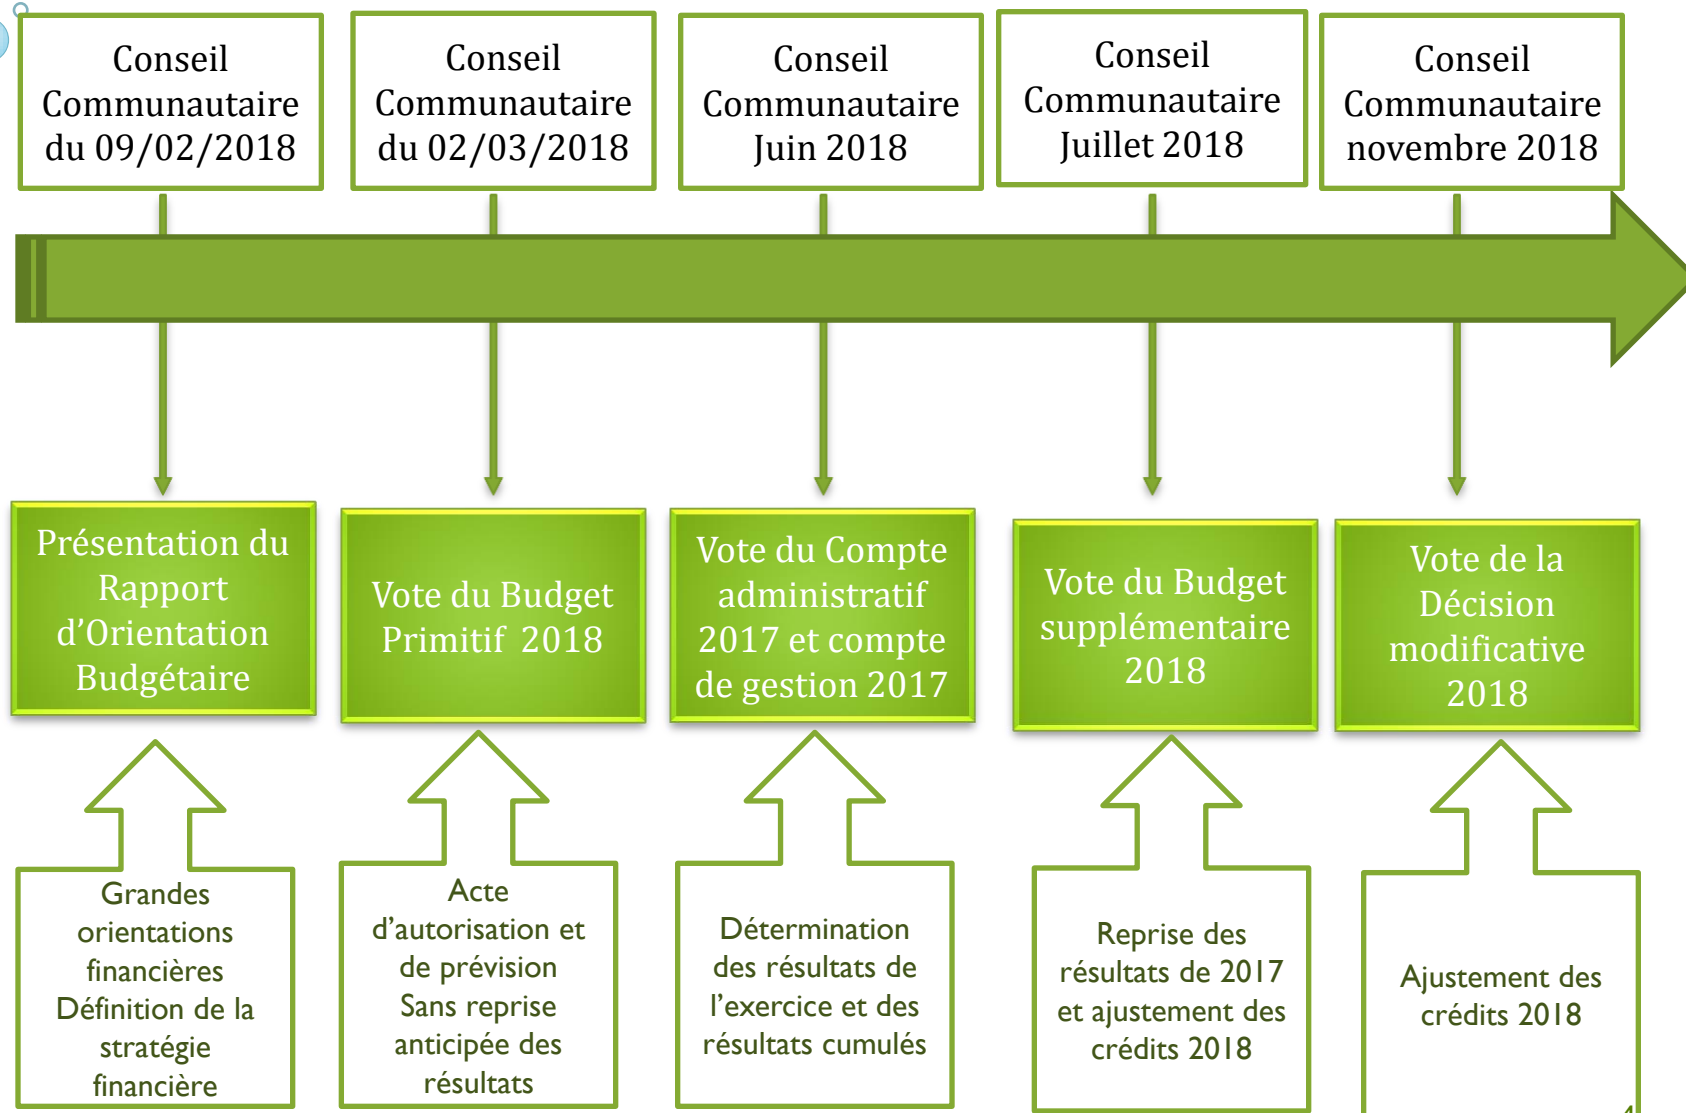 Conseil
Communautaire
du 09/02/2018
Conseil
Communautaire
du 02/03/2018
Conseil
Communautaire
Juin 2018
Conseil
Communautaire
Juillet 2018
Conseil
Communautaire
novembre 2018
Présentation du
Rapport
d’Orientation
Budgétaire
Vote du Budget
Primitif 2018
Vote du Compte
administratif
2017 et compte
de gestion 2017
Vote du Budget
supplémentaire
2018
Vote de la
Décision
modificative
2018
Grandes
orientations
financières
Définition de la
stratégie
financière
Acte
d’autorisation et
de prévision
Sans reprise
anticipée des
résultats
Détermination
des résultats de
l’exercice et des
résultats cumulés
Reprise des
résultats de 2017
et ajustement des
crédits 2018
Ajustement des
crédits 2018